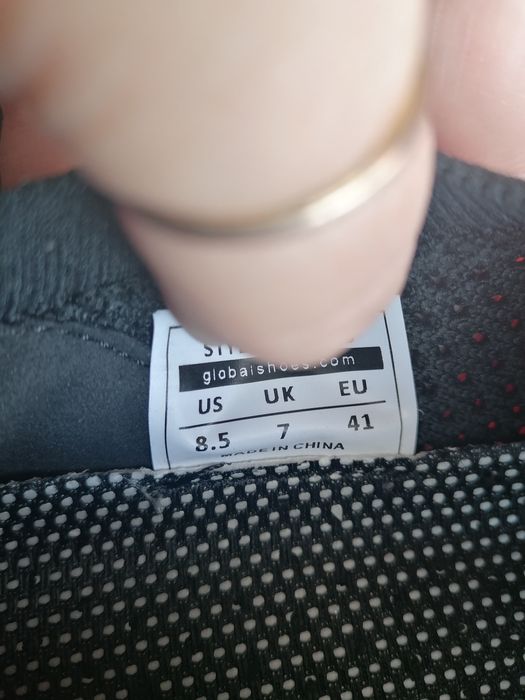 globalshoes.com
US UK EU
8.5 7 41
MADE IN CHINA